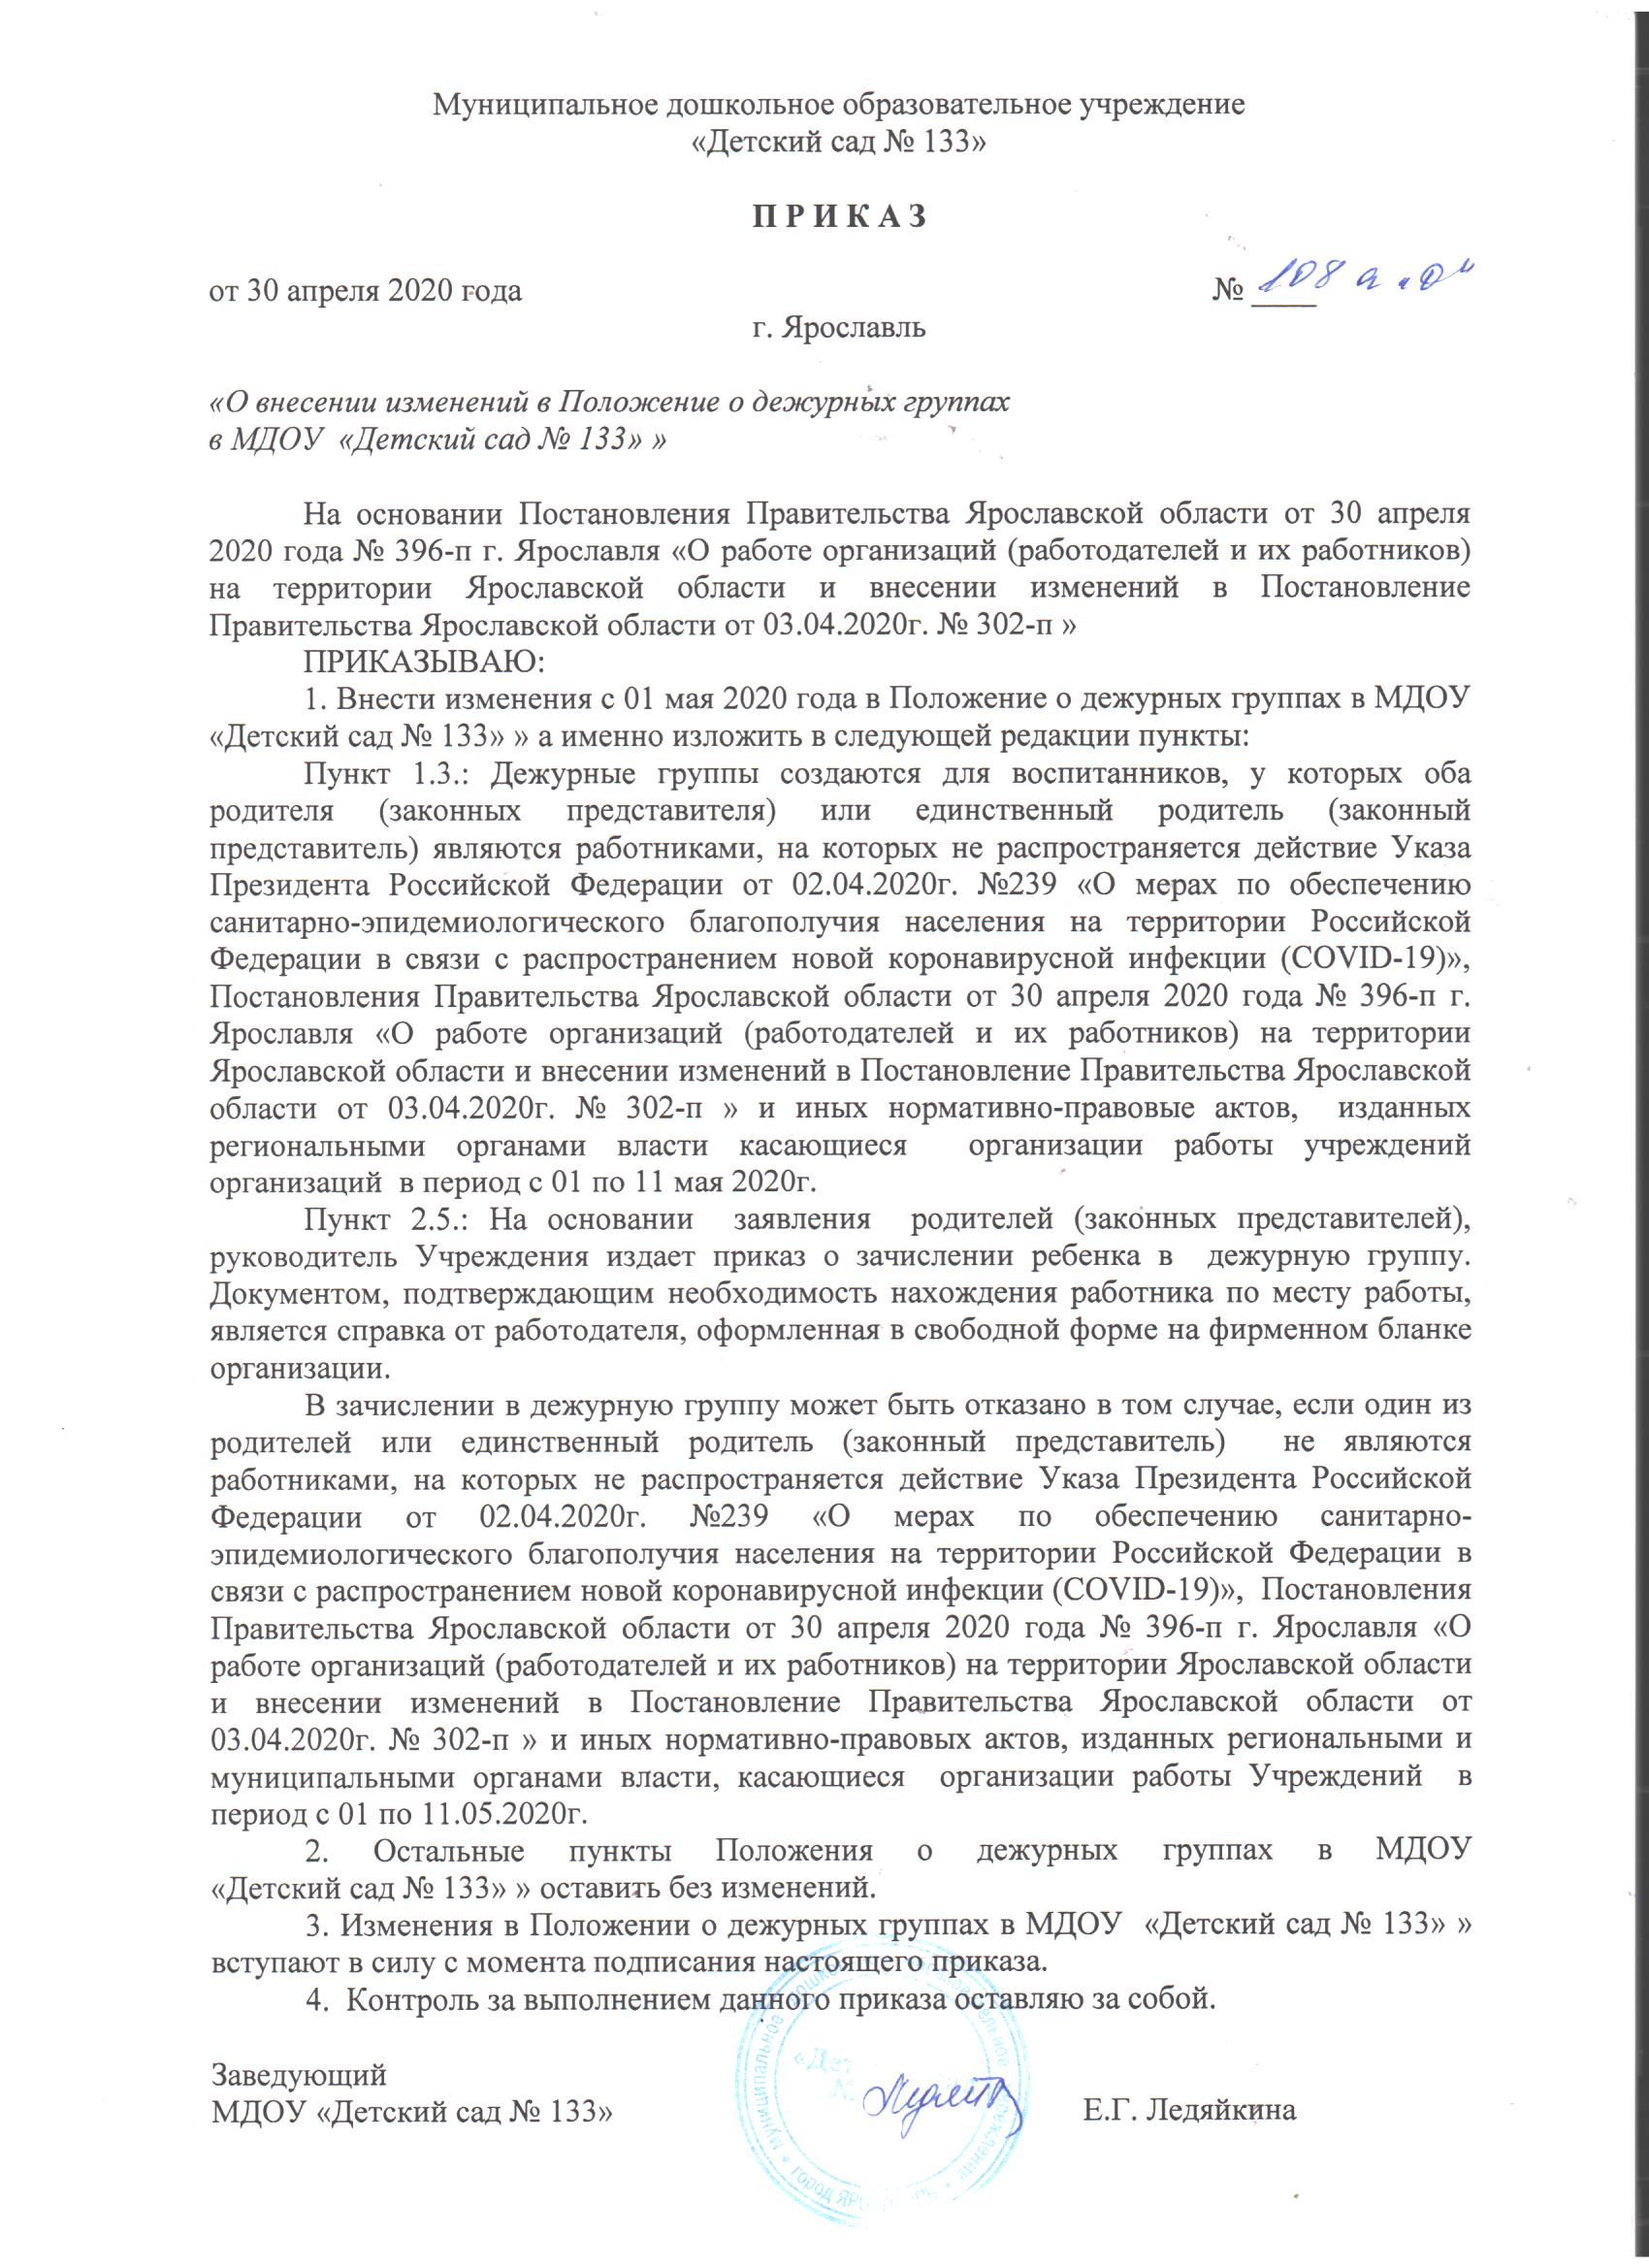 Муниципальное дошкольное образовательное учреждение
«Детский сад № 133»
П Р И К А З
от 30 апреля 2020 года № 108 а „D"
г. Ярославль
«О внесении изменений в Положение о дежурных группах
в МДОУ «Детский сад № 133» »
На основании Постановления Правительства Ярославской области от 30 апреля
2020 года № 396-п г. Ярославля «О работе организаций (работодателей и их работников)
на территории Ярославской области и внесении изменений в Постановление
Правительства Ярославской области от 03.04.2020г. № 302-п »
ПРИКАЗЫВАЮ:
1. Внести изменения с 01 мая 2020 года в Положение о дежурных группах в МДОУ
«Детский сад № 133» » а именно изложить в следующей редакции пункты:
Пункт 1.3.: Дежурные группы создаются для воспитанников, у которых оба
родителя (законных представителя) или единственный родитель (законный
представитель) являются работниками, на которых не распространяется действие Указа
Президента Российской Федерации от 02.04.2020г. №239 «О мерах по обеспечению
санитарно-эпидемиологического благополучия населения на территории Российской
Федерации в связи с распространением новой коронавирусной инфекции (COVID-19)»,
Постановления Правительства Ярославской области от 30 апреля 2020 года № 396-п г.
Ярославля «О работе организаций (работодателей и их работников) на территории
Ярославской области и внесении изменений в Постановление Правительства Ярославской
области от 03.04.2020г. № 302-п » и иных нормативно-правовые актов, изданных
региональными органами власти касающиеся организации работы учреждений
организаций в период с 01 по 11 мая 2020г.
Пункт 2.5.: На основании заявления родителей (законных представителей),
руководитель Учреждения издает приказ о зачислении ребенка в дежурную группу.
Документом, подтверждающим необходимость нахождения работника по месту работы,
является справка от работодателя, оформленная в свободной форме на фирменном бланке
организации.
В зачислении в дежурную группу может быть отказано в том случае, если один из
родителей или единственный родитель (законный представитель) не являются
работниками, на которых не распространяется действие Указа Президента Российской
Федерации от 02.04.2020г. №239 «О мерах по обеспечению санитарно-
эпидемиологического благополучия населения на территории Российской Федерации в
связи с распространением новой коронавирусной инфекции (COVID-19)», Постановления
Правительства Ярославской области от 30 апреля 2020 года № 396-п г. Ярославля «О
работе организаций (работодателей и их работников) на территории Ярославской области
и внесении изменений в Постановление Правительства Ярославской области от
03.04.2020г. № 302-п » и иных нормативно-правовых актов, изданных региональными и
муниципальными органами власти, касающиеся организации работы Учреждений в
период с 01 по 11.05.2020г.
2. Остальные пункты Положения о дежурных группах в МДОУ
«Детский сад № 133» » оставить без изменений.
3. Изменения в Положении о дежурных группах в МДОУ «Детский сад № 133» »
вступают в силу с момента подписания настоящего приказа.
4. Контроль за выполнением данного приказа оставляю за собой.
Заведующий
МДОУ «Детский сад № 133» Е.Г. Ледяйкина